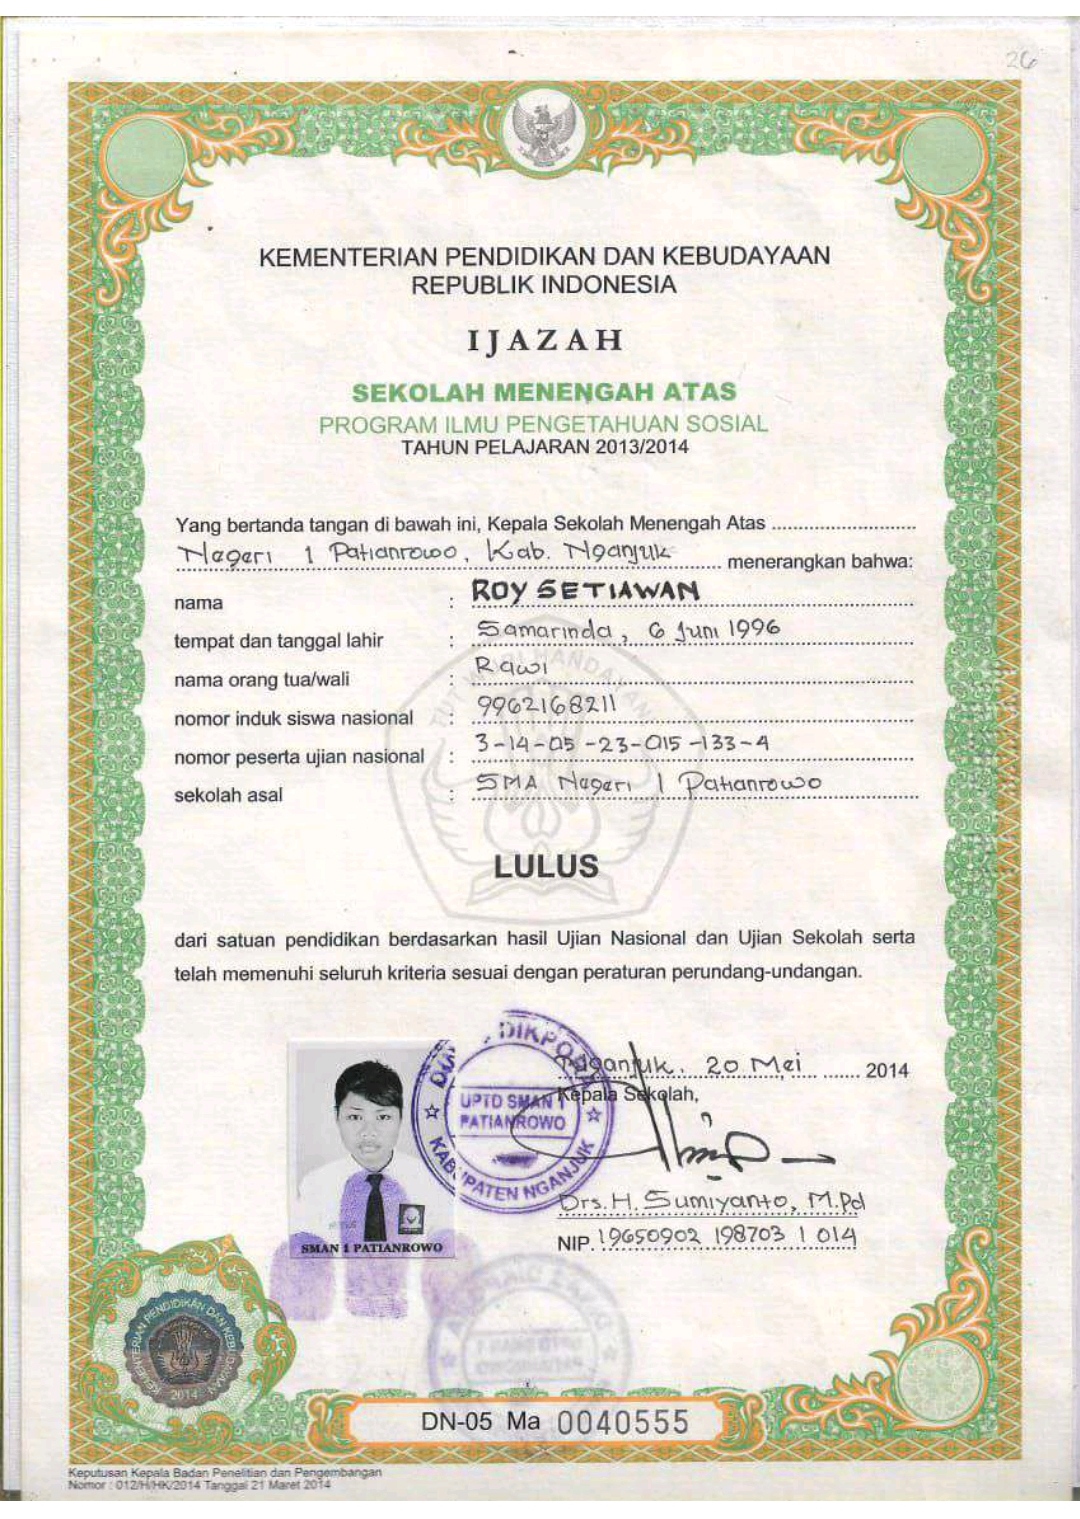 26
KEMENTERIAN PENDIDIKAN DAN KEBUDAYAAN
REPUBLIK INDONESIA
IJAZAH
SEKOLAH MENENGAH ATAS
PROGRAM ILMU PENGETAHUAN SOSIAL
TAHUN PELAJARAN 2013/2014
Yang bertanda tangan di bawah ini, Kepala Sekolah Menengah Atas
Negeri 1 Patianrowo, Kab. Nganjuk menerangkan bahwa:
nama : ROY SETIAWAN
tempat dan tanggal lahir : Samarinda, 6 Juni 1996
nama orang tua/wali : Rawi
nomor induk siswa nasional : 9962168211
nomor peserta ujian nasional : 3-14-05-23-015-133-4
sekolah asal : SMA Negeri 1 Patianrowo
TUT WURI HANDAYANI
LULUS
dari satuan pendidikan berdasarkan hasil Ujian Nasional dan Ujian Sekolah serta
telah memenuhi seluruh kriteria sesuai dengan peraturan perundang-undangan.
Nganjuk, 20 Mei 2014
Kepala Sekolah,
DIKPORA
UPTD SMAN 1
PATIANROWO
KABUPATEN NGANJUK
Drs. H. Sumiyanto, M.Pd
NIP. 19650902 198703 1 014
SMAN 1 PATIANROWO
KEMENTERIAN PENDIDIKAN DAN KEBUDAYAAN
2014
DN-05 Ma 0040555
Keputusan Kepala Badan Penelitian dan Pengembangan
Nomor : 012/H/HK/2014 Tanggal 21 Maret 2014